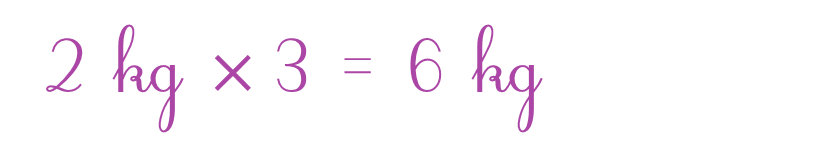 2 kg × 3 = 6 kg